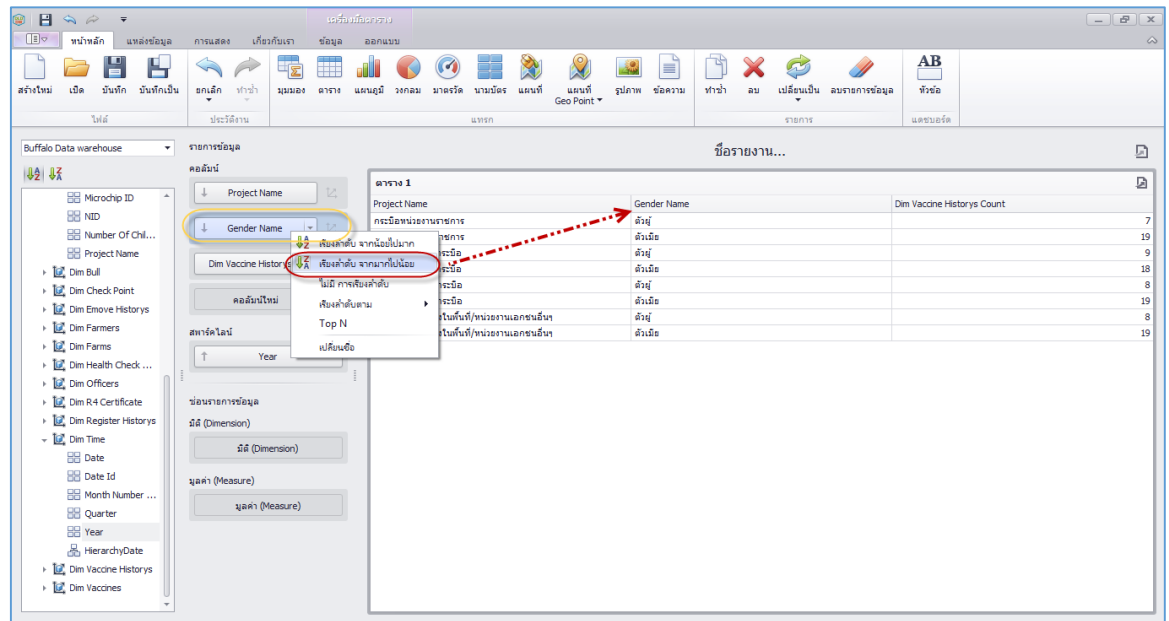 เครื่องมือตาราง
หน้าหลัก แหล่งข้อมูล การแสดง เกี่ยวกับเรา ข้อมูล ออกแบบ
สร้างใหม่ เปิด บันทึก บันทึกเป็น ยกเลิก ทำซ้ำ มุมมอง ตาราง แผนภูมิ วงกลม มาตรวัด นามบัตร แผนที่ แผนที่ Geo Point รูปภาพ ข้อความ ทำซ้ำ ลบ เปลี่ยนเป็น ลบรายการข้อมูล AB หัวข้อ
ไฟล์ ประวัติงาน แทรก รายการ แดชบอร์ด
Buffalo Data warehouse
Microchip ID
NID
Number Of Chil...
Project Name
Dim Bull
Dim Check Point
Dim Emove Historys
Dim Farmers
Dim Farms
Dim Health Check ...
Dim Officers
Dim R4 Certificate
Dim Register Historys
Dim Time
Date
Date Id
Month Number ...
Quarter
Year
HierarchyDate
Dim Vaccine Historys
Dim Vaccines
รายการข้อมูล
คอลัมน์
Project Name
Gender Name
Dim Vaccine Historys
คอลัมน์ใหม่
สพาร์คไลน์
Year
ซ่อนรายการข้อมูล
มิติ (Dimension)
มิติ (Dimension)
มูลค่า (Measure)
มูลค่า (Measure)
เรียงลำดับ จากน้อยไปมาก
เรียงลำดับ จากมากไปน้อย
ไม่มี การเรียงลำดับ
เรียงลำดับตาม
Top N
เปลี่ยนชื่อ
ชื่อรายงาน...
ตาราง 1
Project Name Gender Name Dim Vaccine Historys Count
กระบือหน่วยงานราชการ ตัวผู้ 7
ราชการ ตัวเมีย 19
ระบือ ตัวผู้ 9
ระบือ ตัวเมีย 18
ระบือ ตัวผู้ 8
ระบือ ตัวเมีย 19
ในพื้นที่/หน่วยงานเอกชนอื่นๆ ตัวผู้ 8
ในพื้นที่/หน่วยงานเอกชนอื่นๆ ตัวเมีย 19